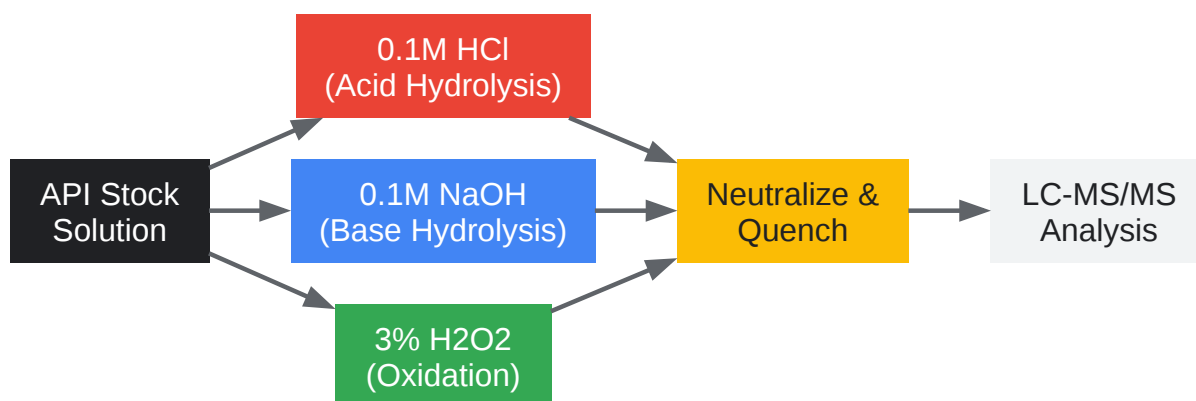 API Stock
Solution
0.1M HCl
(Acid Hydrolysis)
0.1M NaOH
(Base Hydrolysis)
3% H2O2
(Oxidation)
Neutralize &
Quench
LC-MS/MS
Analysis